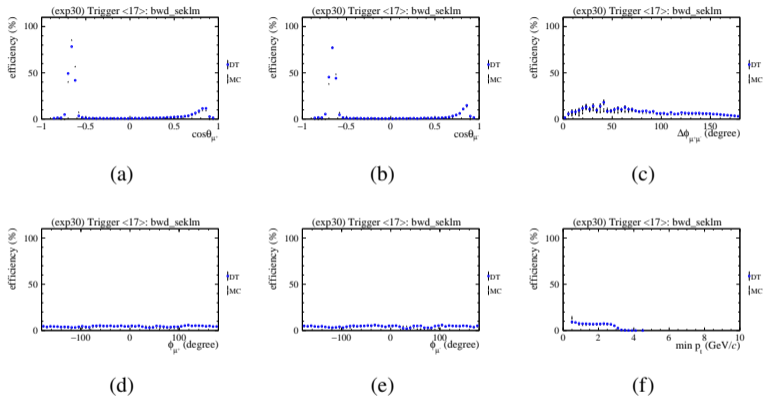 (exp30) Trigger <17>: bwd_seklm
efficiency (%)
100
50
0
−1 −0.5 0 0.5 1
cosθμ
DT
MC
(a)
(exp30) Trigger <17>: bwd_seklm
efficiency (%)
100
50
0
−1 −0.5 0 0.5 1
cosθμ
DT
MC
(b)
(exp30) Trigger <17>: bwd_seklm
efficiency (%)
100
50
0
0 50 100 150
Δϕμμ (degree)
DT
MC
(c)
(exp30) Trigger <17>: bwd_seklm
efficiency (%)
100
50
0
−100 0 100
ϕμ (degree)
DT
MC
(d)
(exp30) Trigger <17>: bwd_seklm
efficiency (%)
100
50
0
−100 0 100
ϕμ (degree)
DT
MC
(e)
(exp30) Trigger <17>: bwd_seklm
efficiency (%)
100
50
0
0 2 4 6 8 10
min pt (GeV/c)
DT
MC
(f)